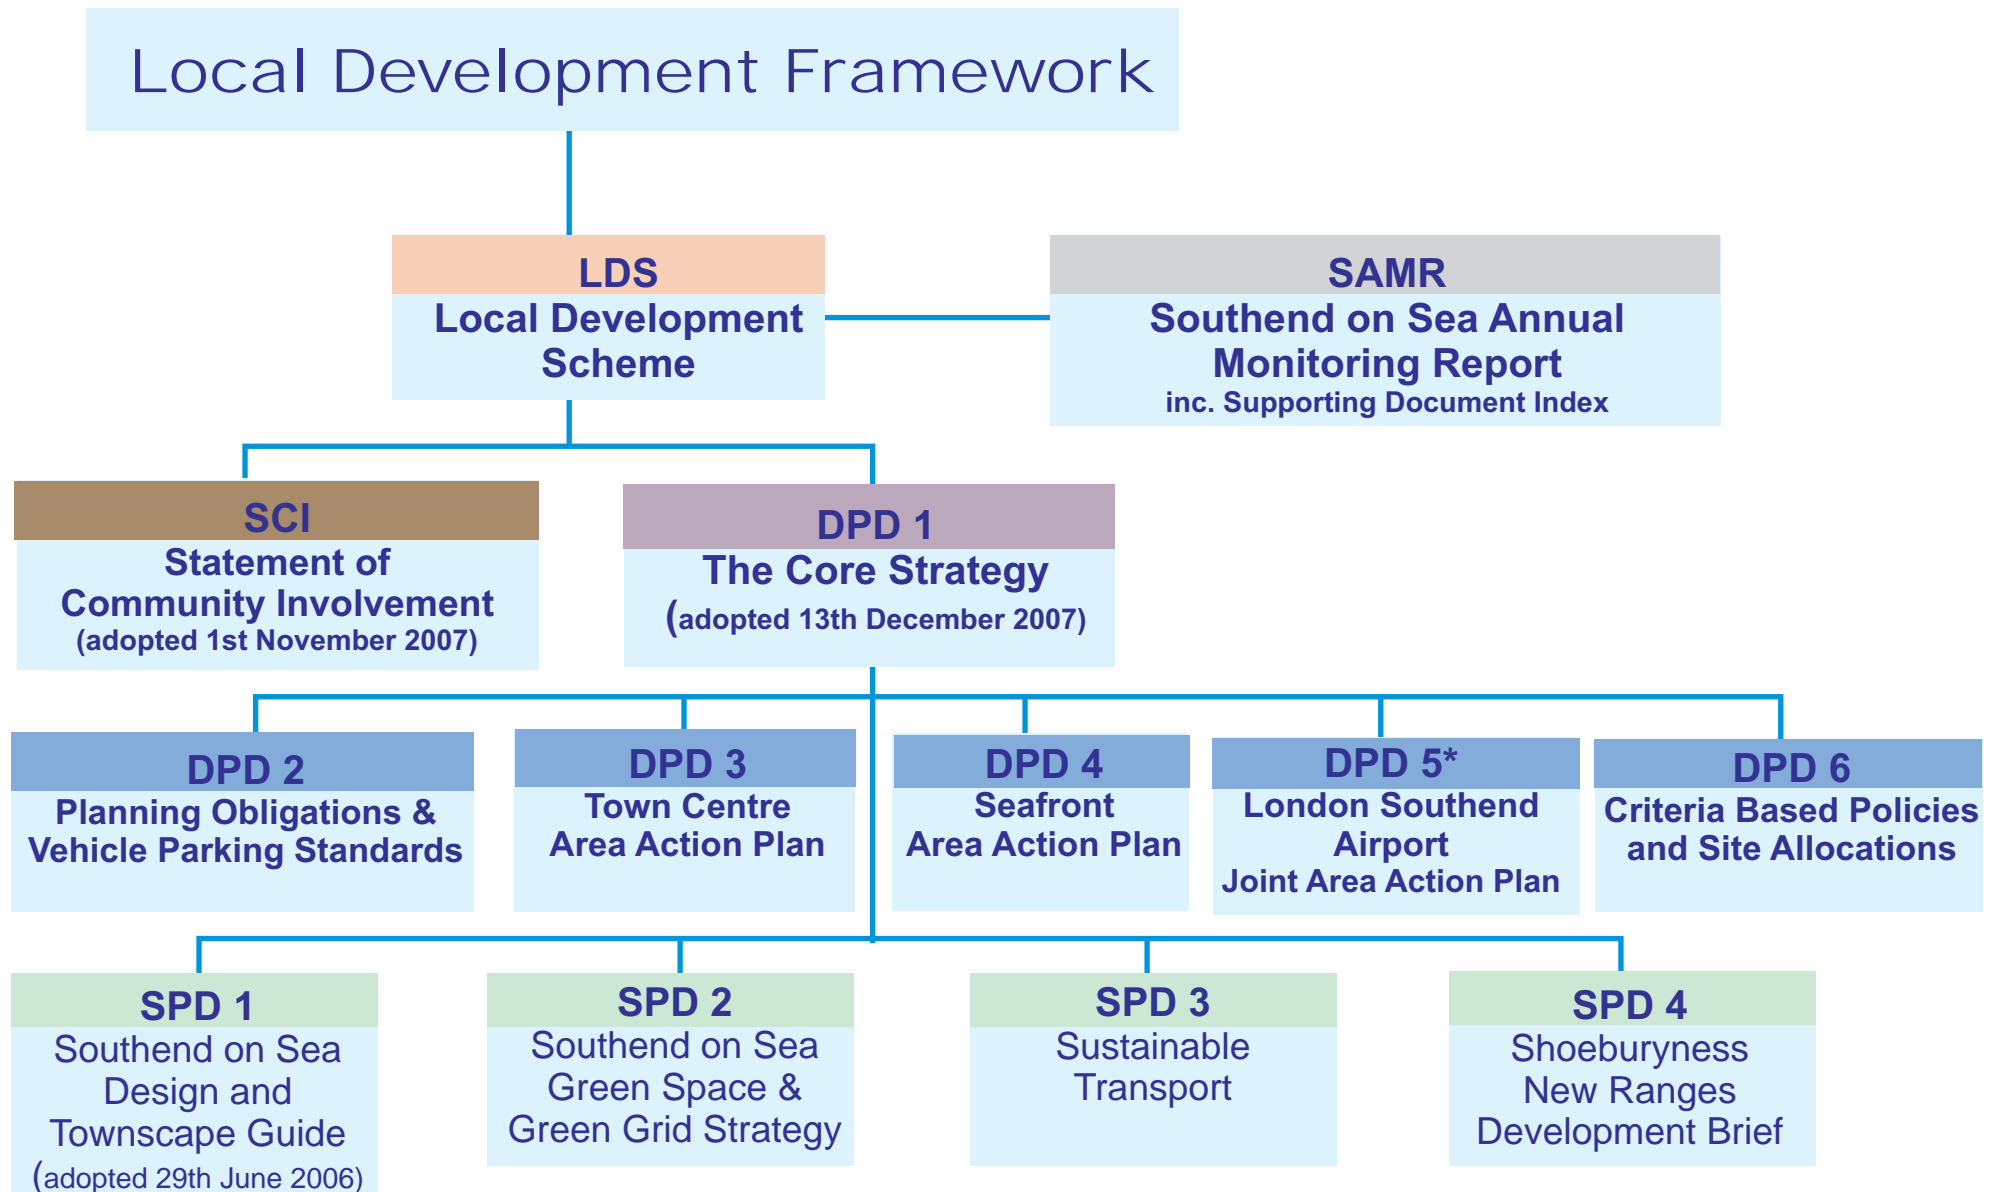 Local Development Framework
LDS
Local Development
Scheme
SAMR
Southend on Sea Annual
Monitoring Report
inc. Supporting Document Index
SCI
Statement of
Community Involvement
(adopted 1st November 2007)
DPD 1
The Core Strategy
(adopted 13th December 2007)
DPD 2
Planning Obligations &
Vehicle Parking Standards
DPD 3
Town Centre
Area Action Plan
DPD 4
Seafront
Area Action Plan
DPD 5*
London Southend
Airport
Joint Area Action Plan
DPD 6
Criteria Based Policies
and Site Allocations
SPD 1
Southend on Sea
Design and
Townscape Guide
(adopted 29th June 2006)
SPD 2
Southend on Sea
Green Space &
Green Grid Strategy
SPD 3
Sustainable
Transport
SPD 4
Shoeburyness
New Ranges
Development Brief